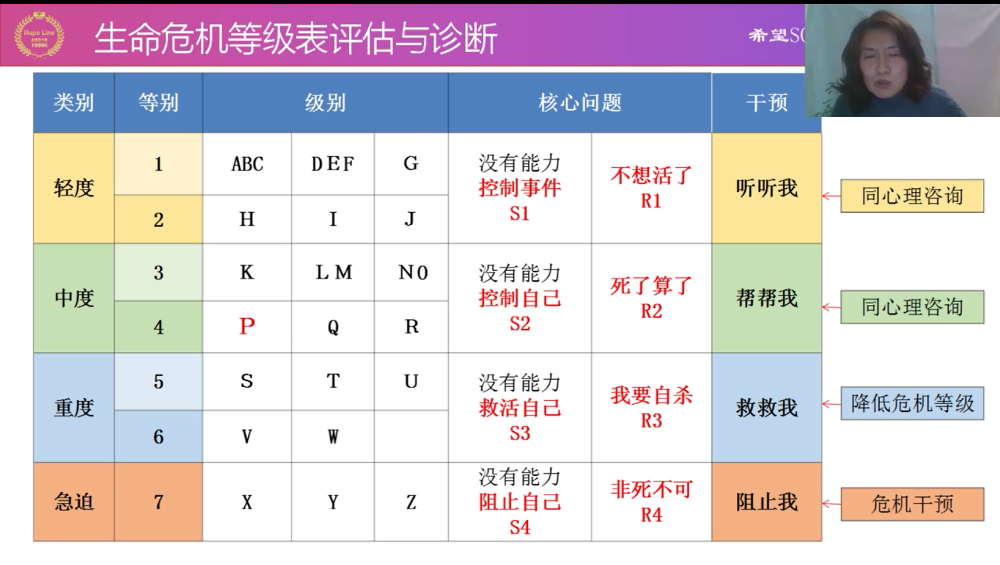 Hope Line
40010
19995
生命危机等级表评估与诊断
希望SO
类别 等别 级别 核心问题 干预
轻度
1 ABC DEF G
2 H I J
没有能力
控制事件
S1
不想活了
R1
听听我
同心理咨询
中度
3 K L M N0
4 P Q R
没有能力
控制自己
S2
死了算了
R2
帮帮我
同心理咨询
重度
5 S T U
6 V W
没有能力
救活自己
S3
我要自杀
R3
救救我
降低危机等级
急迫
7 X Y Z
没有能力
阻止自己
S4
非死不可
R4
阻止我
危机干预